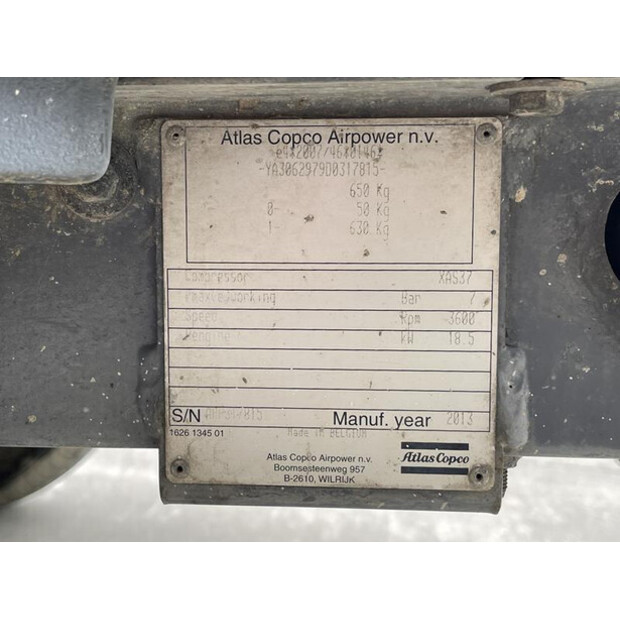 Atlas Copco Airpower n.v.
e4*2007/46*0146*
-YA3062979D0317815-
650 Kg
0- 50 Kg
1- 630 Kg
Compressor XAS37
Bar 7
Speed Rpm 3600
KW 18.5
S/N Manuf. year 2013
1626 1345 01 Made in BELGIUM
Atlas Copco Airpower n.v.
Boomsesteenweg 957
B-2610, WILRIJK
Atlas Copco